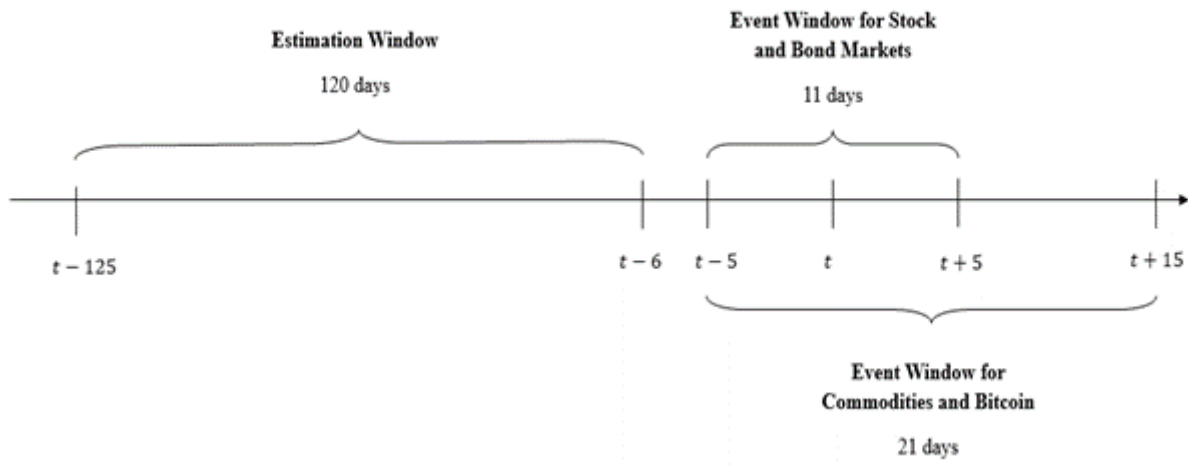 Estimation Window
120 days
Event Window for Stock
and Bond Markets
11 days
t − 125
t − 6
t − 5
t
t + 5
t + 15
Event Window for
Commodities and Bitcoin
21 days